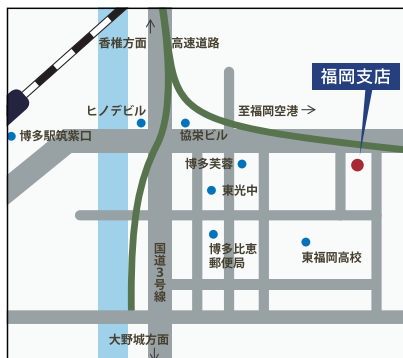 香椎方面
高速道路
福岡支店
ヒノデビル
至福岡空港→
博多駅筑紫口
協栄ビル
博多芙蓉
東光中
博多比恵
郵便局
東福岡高校
国道3号線
大野城方面